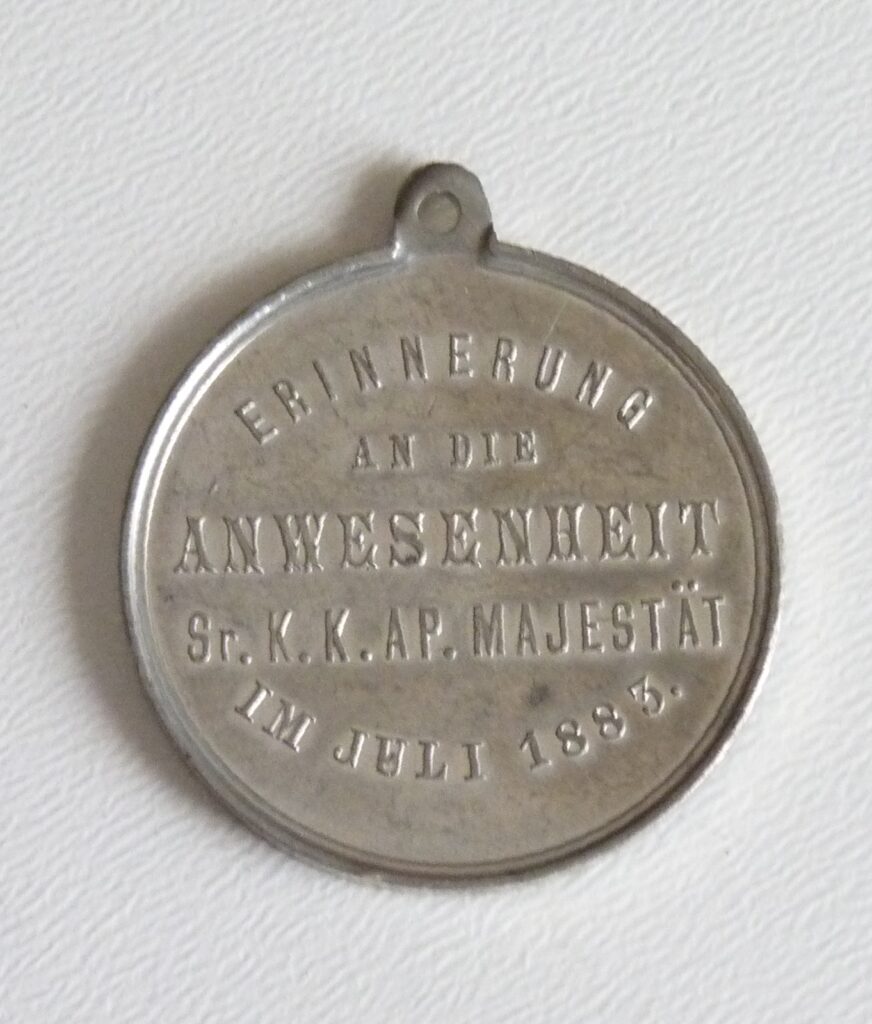 ERINNERUNG
AN DIE
ANWESENHEIT
Sr. K. K. AP. MAJESTÄT
IM JULI 1883.